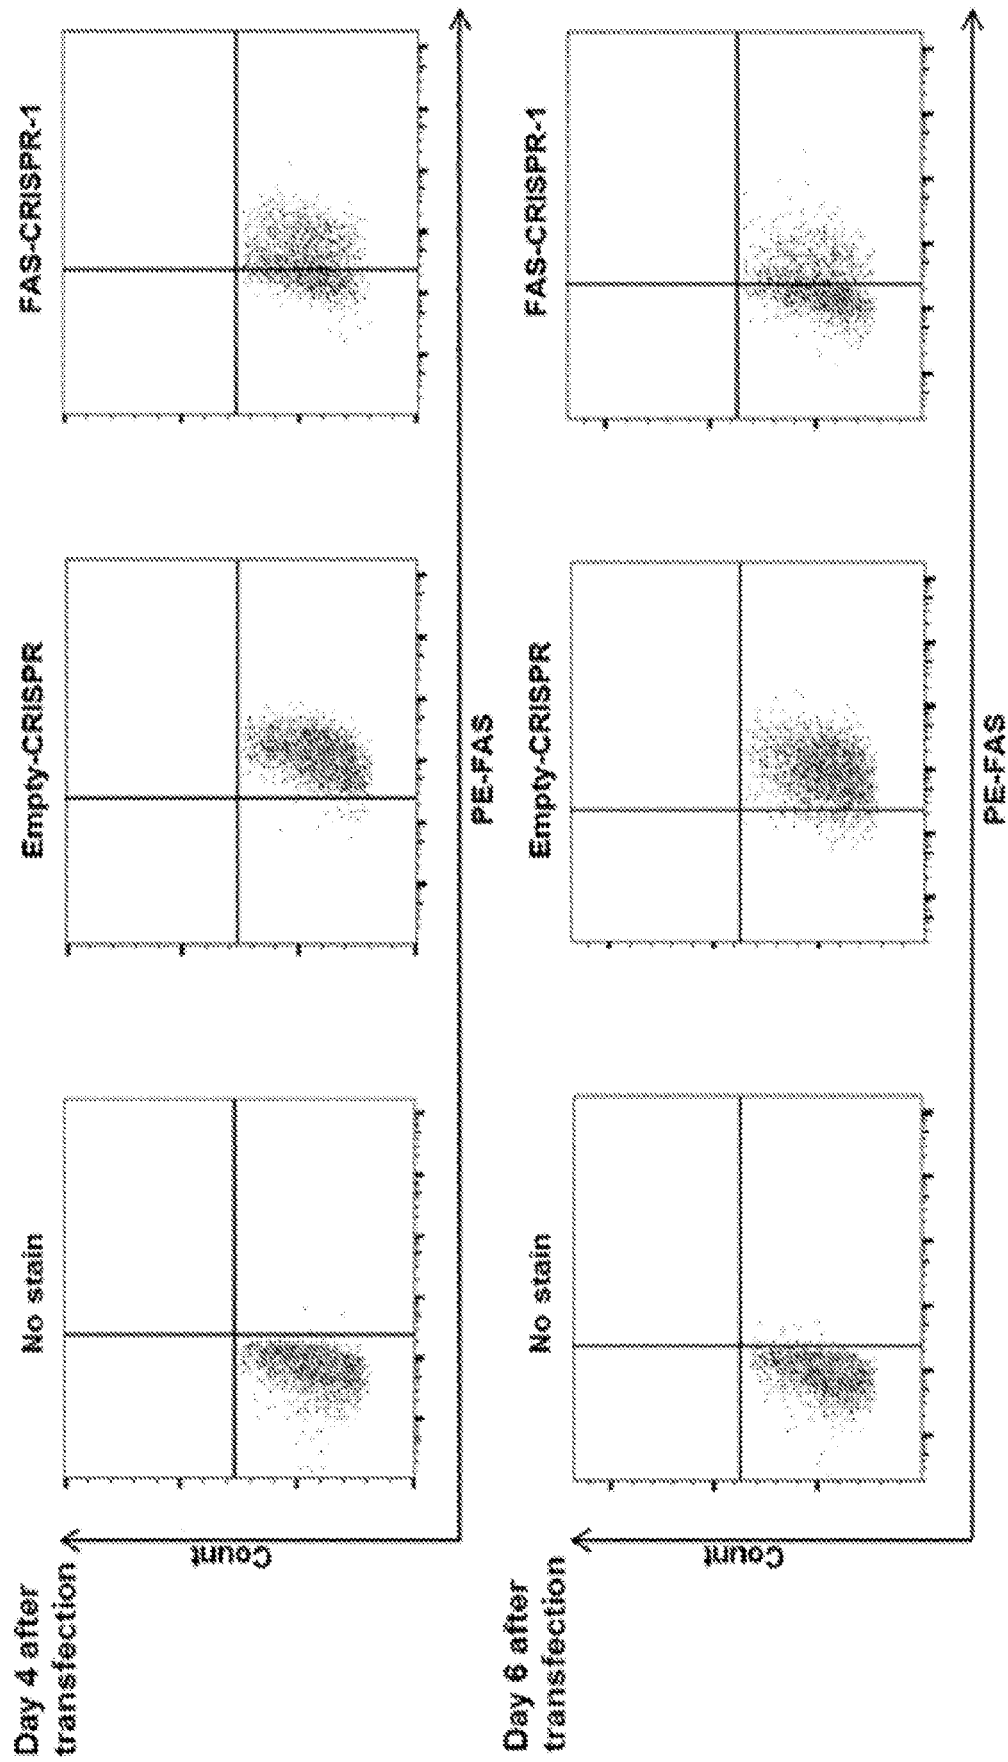 Day 4 after
transfection
No stain
Empty-CRISPR
FAS-CRISPR-1
Count
PE-FAS
Day 6 after
transfection
No stain
Empty-CRISPR
FAS-CRISPR-1
Count
PE-FAS